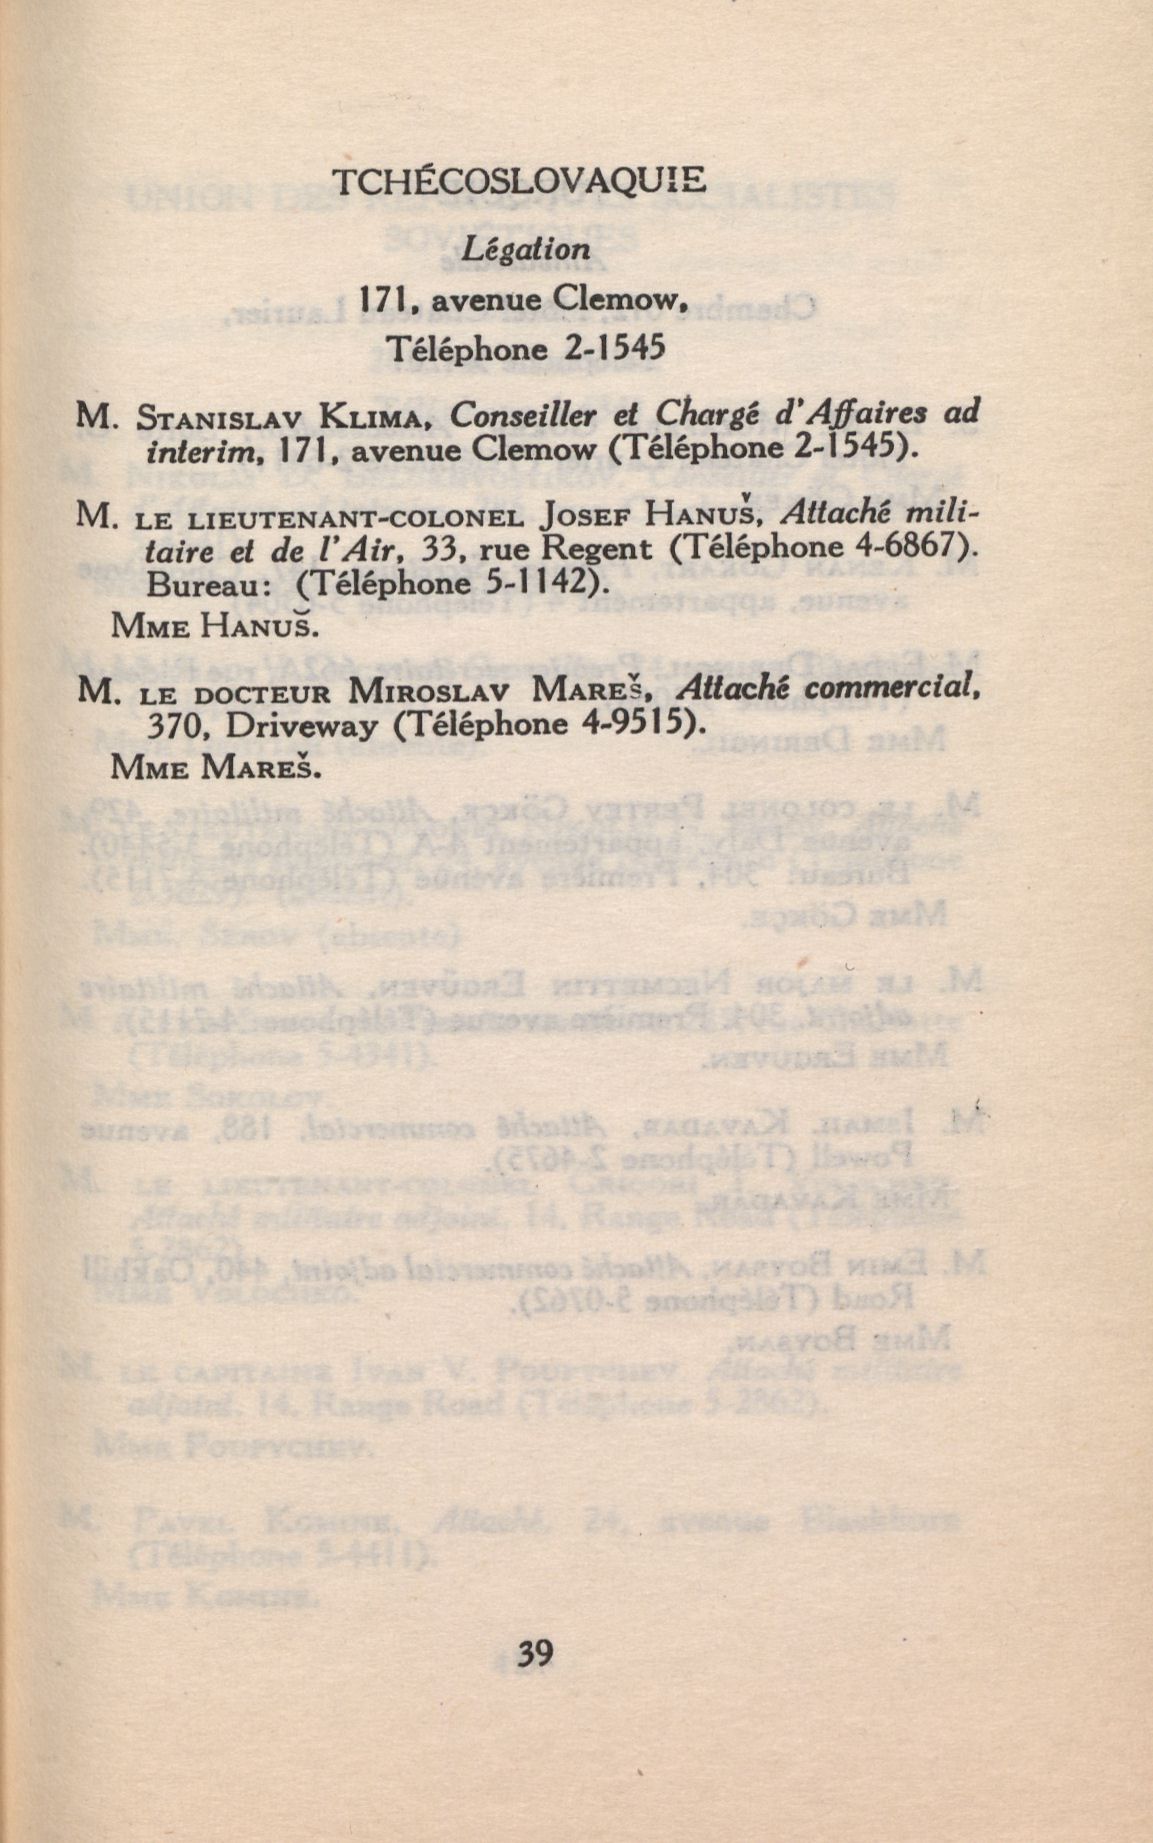 TCHÉCOSLOVAQUIE
Légation
171, avenue Clemow,
Téléphone 2-1545
M. STANISLAV KLIMA, Conseiller et Chargé d'Affaires ad
interim, 171, avenue Clemow (Téléphone 2-1545).
M. LE LIEUTENANT-COLONEL JOSEF HANUŠ, Attaché mili-
taire et de l'Air, 33, rue Regent (Téléphone 4-6867).
Bureau: (Téléphone 5-1142).
MME HANUŠ.
M. LE DOCTEUR MIROSLAV MAREŠ, Attaché commercial,
370, Driveway (Téléphone 4-9515).
MME MAREŠ.
39